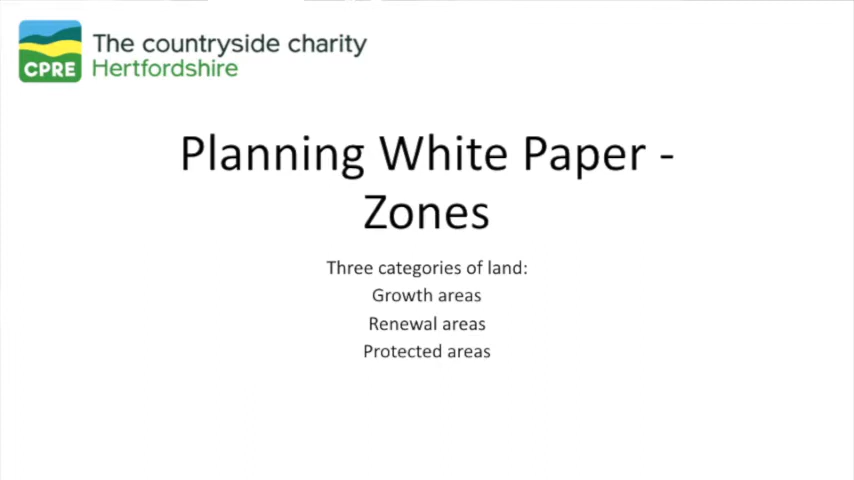 The countryside charity
CPRE Hertfordshire
Planning White Paper -
Zones
Three categories of land:
Growth areas
Renewal areas
Protected areas